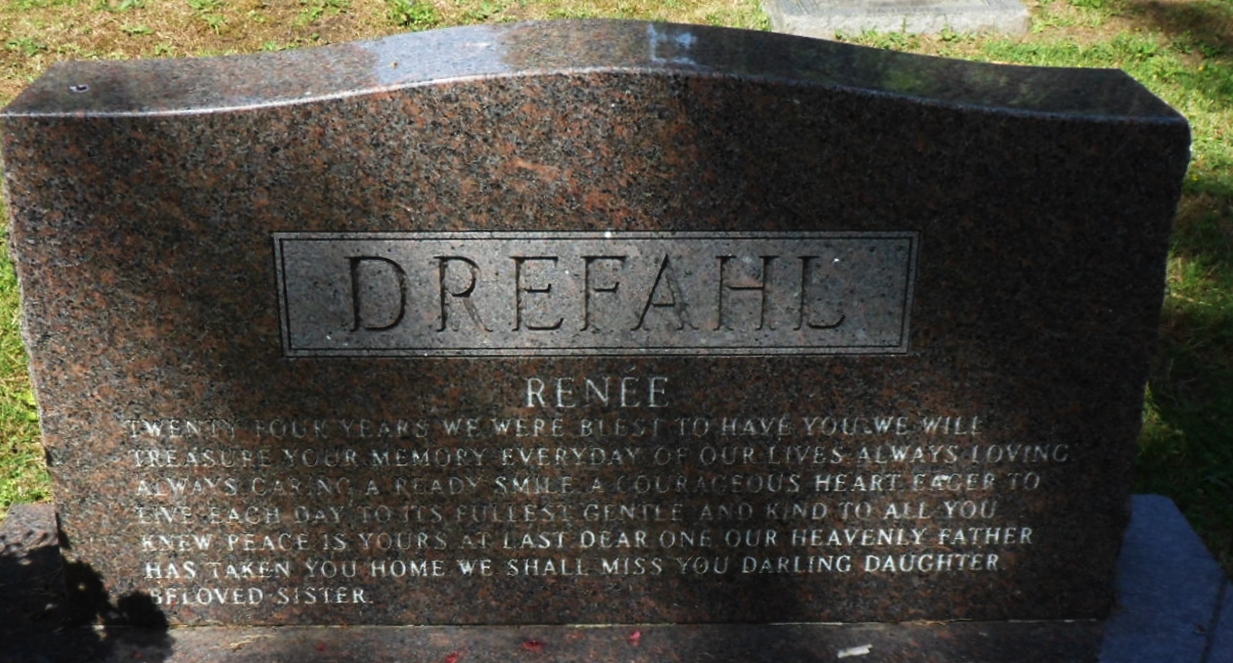 DREFAHL
RENÉE
TWENTY FOUR YEARS WE WERE BLEST TO HAVE YOU WE WILL
TREASURE YOUR MEMORY EVERYDAY OF OUR LIVES ALWAYS LOVING
ALWAYS CARING A READY SMILE A COURAGEOUS HEART EAGER TO
LIVE EACH DAY TO ITS FULLEST GENTLE AND KIND TO ALL YOU
KNEW PEACE IS YOURS AT LAST DEAR ONE OUR HEAVENLY FATHER
HAS TAKEN YOU HOME WE SHALL MISS YOU DARLING DAUGHTER
BELOVED SISTER.